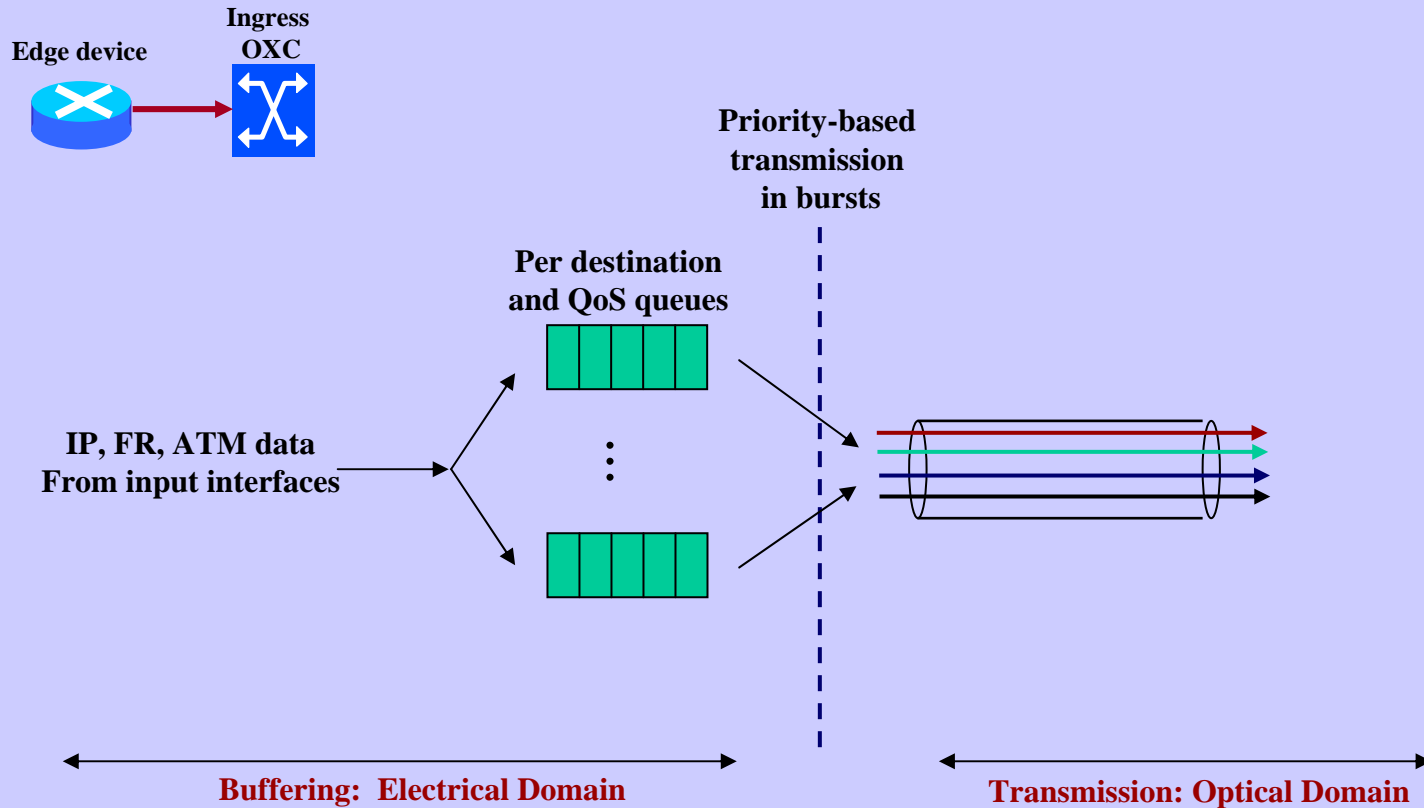 Ingress
OXC
Edge device
Priority-based
transmission
in bursts
Per destination
and QoS queues
IP, FR, ATM data
From input interfaces
Buffering: Electrical Domain
Transmission: Optical Domain